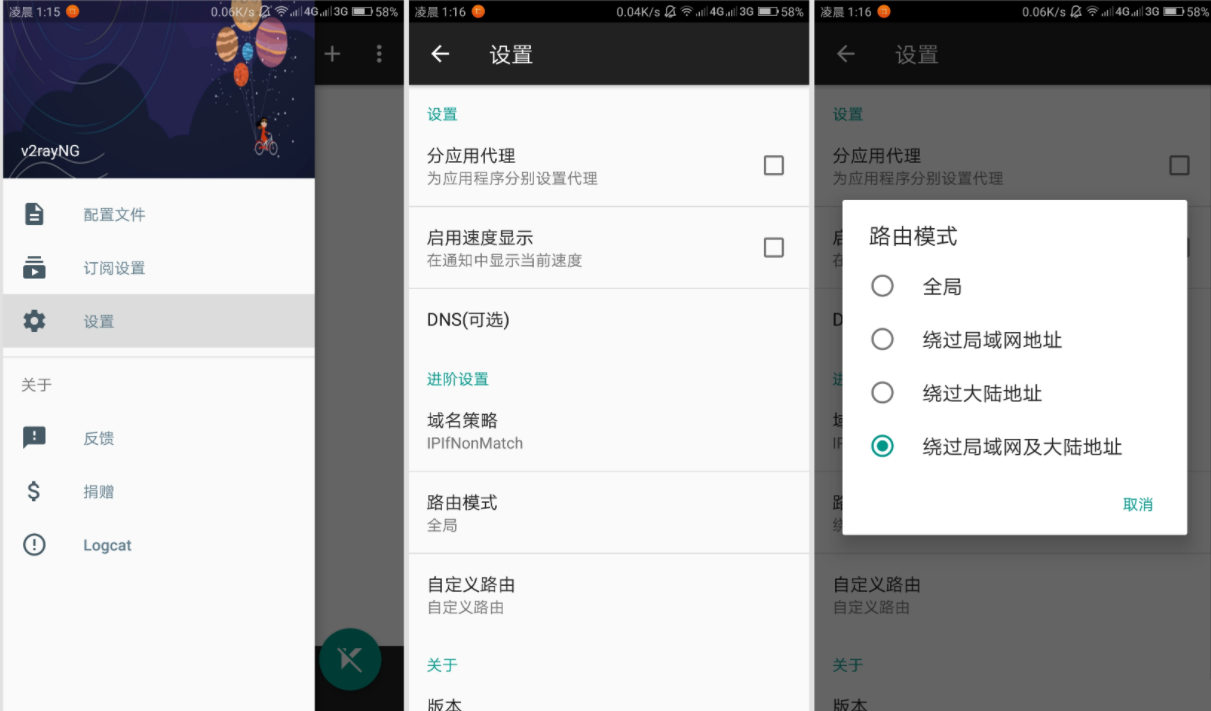 凌晨 1:15
0.06K/s 4G 3G 58%
v2rayNG
配置文件
订阅设置
设置
关于
反馈
捐赠
Logcat
凌晨 1:16
0.04K/s 4G 3G 58%
设置
设置
分应用代理
为应用程序分别设置代理
启用速度显示
在通知中显示当前速度
DNS(可选)
进阶设置
域名策略
IPIfNonMatch
路由模式
全局
自定义路由
自定义路由
关于
版本
凌晨 1:16
0.06K/s 4G 3G 58%
设置
设置
分应用代理
为应用程序分别设置代理
路由模式
全局
绕过局域网地址
绕过大陆地址
绕过局域网及大陆地址
取消
自定义路由
自定义路由
关于
版本